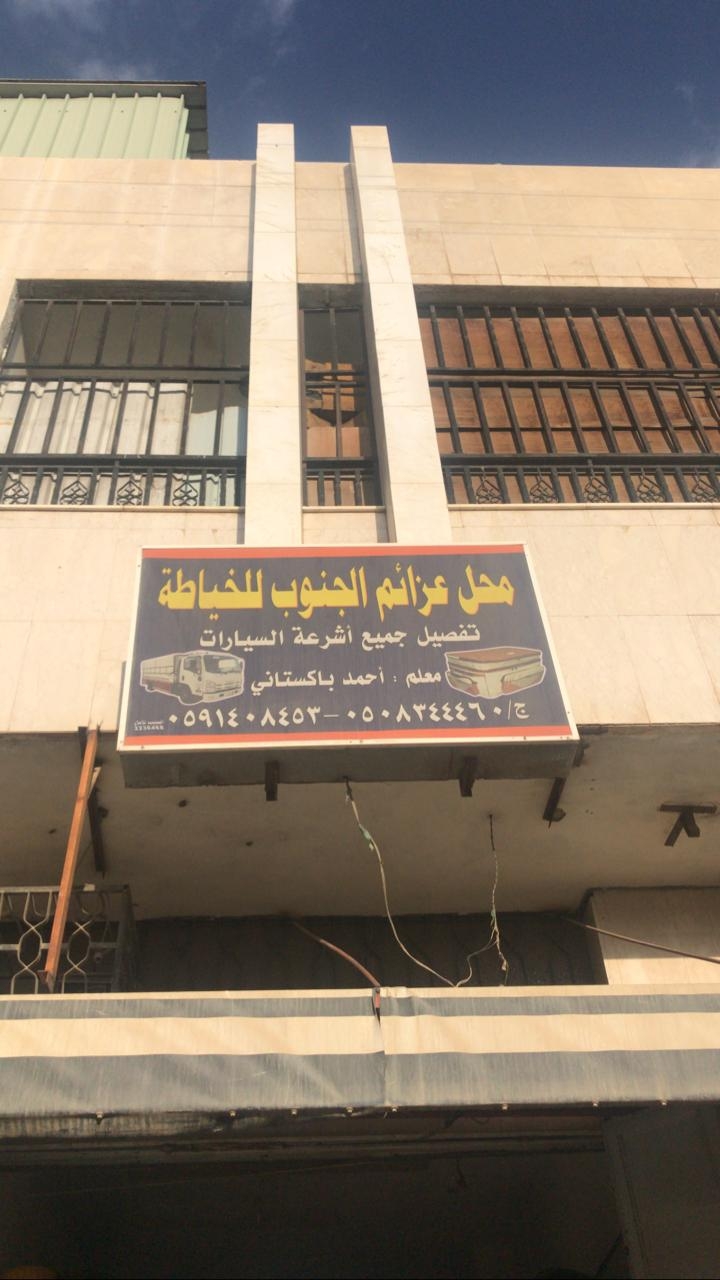 محل عزائم الجنوب للخياطة
تفصيل جميع أشرعة السيارات
معلم : أحمد باكستاني
ج/٠٥٠٨٣٤٤٤٦٠-٠٥٩١٤٠٨٤٥٣